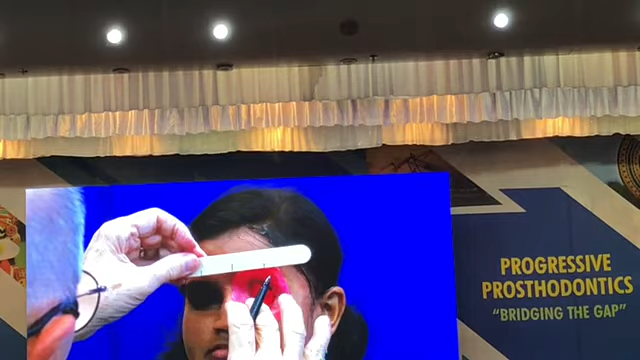 PROGRESSIVE
PROSTHODONTICS
“BRIDGING THE GAP”